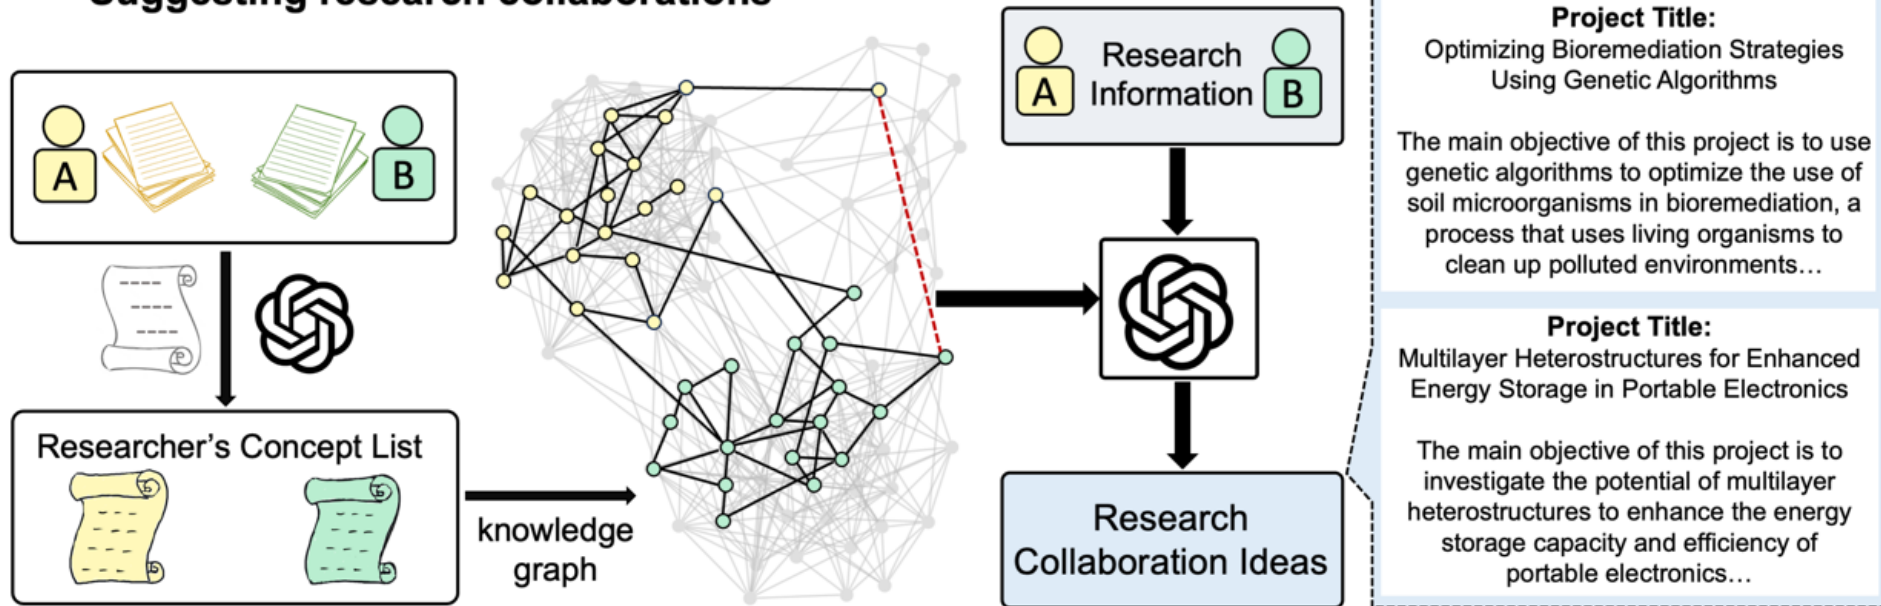 Suggesting research collaborations
A
B
Researcher's Concept List
knowledge
graph
A
Research
Information
B
Research
Collaboration Ideas
Project Title:
Optimizing Bioremediation Strategies
Using Genetic Algorithms
The main objective of this project is to use
genetic algorithms to optimize the use of
soil microorganisms in bioremediation, a
process that uses living organisms to
clean up polluted environments…
Project Title:
Multilayer Heterostructures for Enhanced
Energy Storage in Portable Electronics
The main objective of this project is to
investigate the potential of multilayer
heterostructures to enhance the energy
storage capacity and efficiency of
portable electronics…